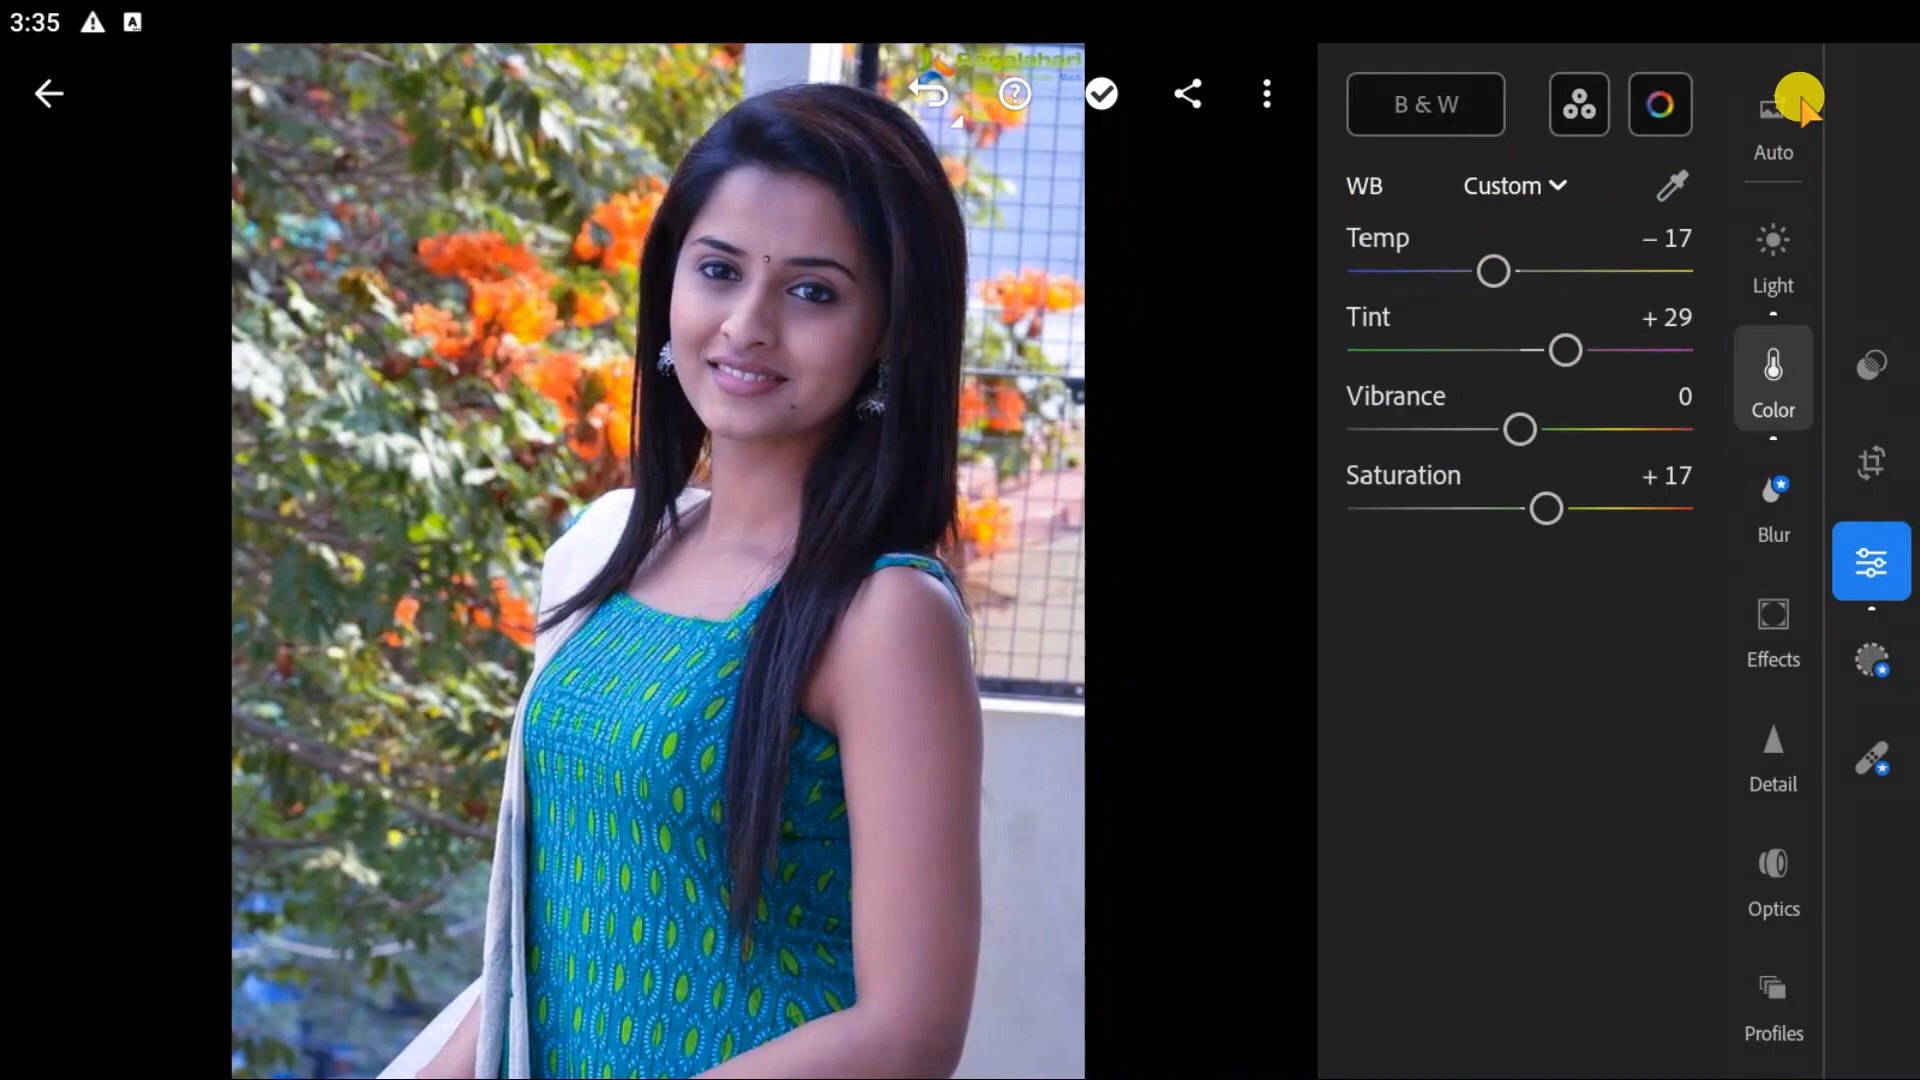 3:35
A
Ragalahari
B & W
Auto
WB Custom
Temp – 17
Light
Tint + 29
Vibrance 0
Color
Saturation + 17
Blur
Effects
Detail
Optics
Profiles